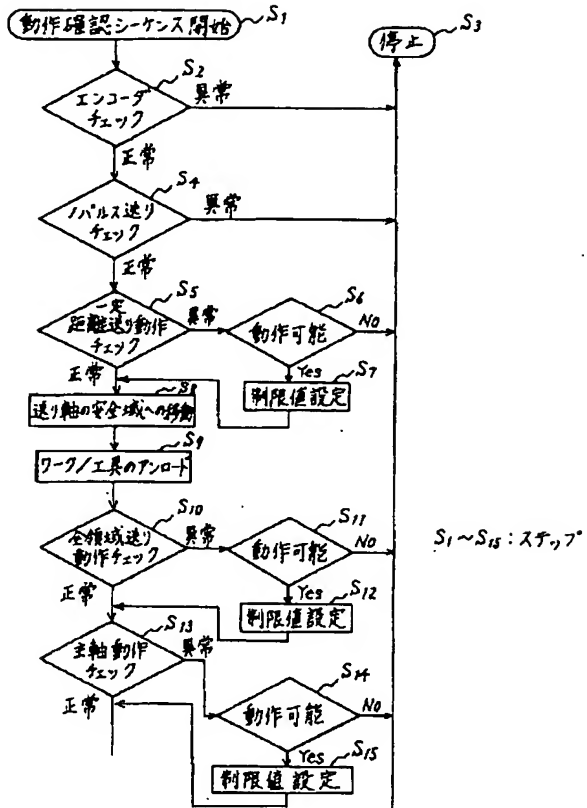 動作確認シーケンス開始
S1
停止
S3
S2
エンコーダ
チェック
異常
正常
S4
1パルス送り
チェック
異常
正常
S5
一定
距離送り動作
チェック
異常
S6
動作可能
No
Yes
S7
制限値設定
正常
S8
送り軸の安全域への移動
S9
ワーク/工具のアンロード
S10
全領域送り
動作チェック
異常
S11
動作可能
No
Yes
S12
制限値設定
S1~S15:ステップ
正常
S13
主軸動作
チェック
異常
S14
動作可能
No
正常
Yes
S15
制限値設定